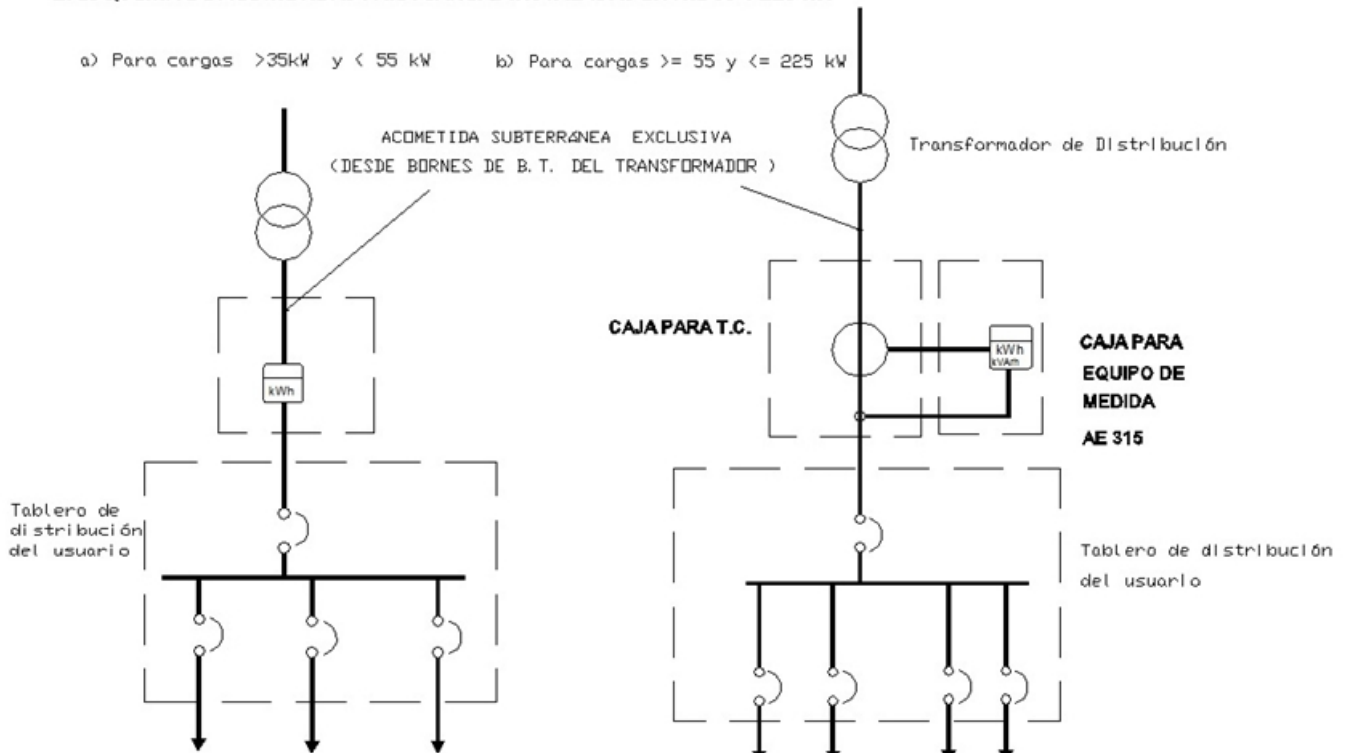 a) Para cargas >35kW y < 55 kW
b) Para cargas >= 55 y <= 225 kW
ACOMETIDA SUBTERRANEA EXCLUSIVA
(DESDE BORNES DE B. T. DEL TRANSFORMADOR )
Transformador de Distribución
CAJA PARA T.C.
kWh
kVArh
CAJA PARA
EQUIPO DE
MEDIDA
AE 315
kWh
Tablero de
distribución
del usuario
Tablero de distribución
del usuario